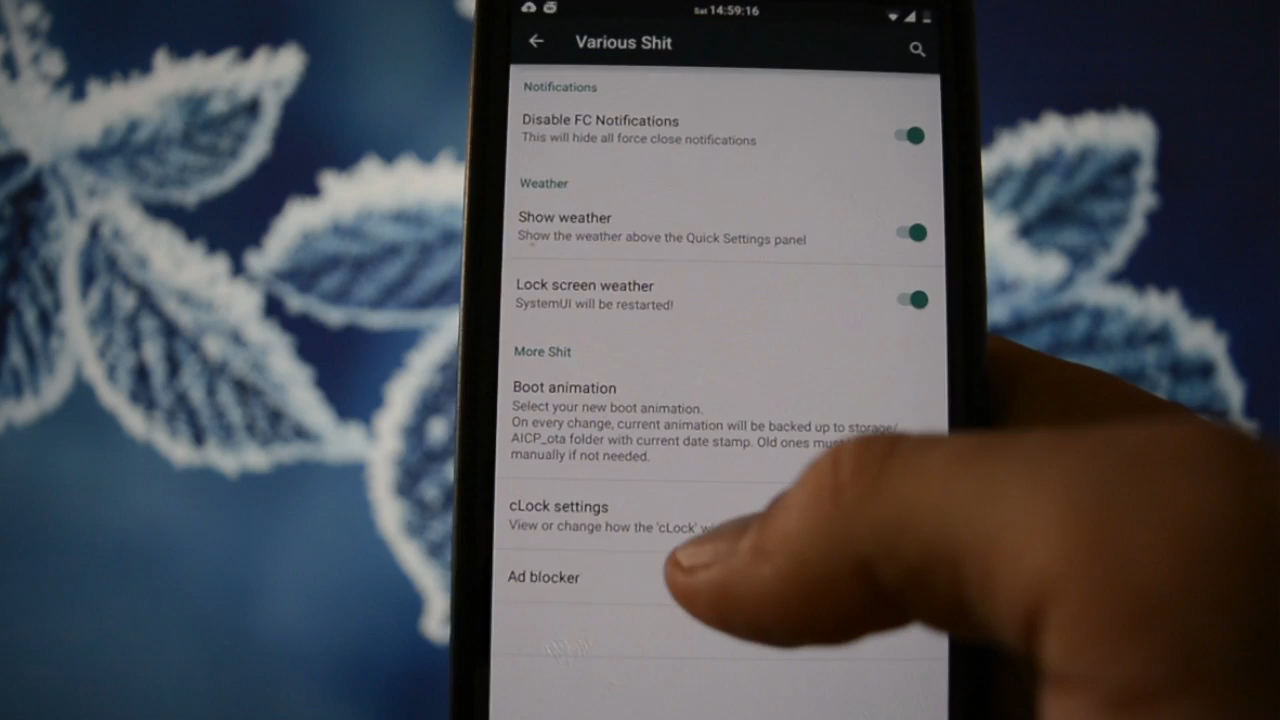 Sat 14:59:16
Various Shit
Notifications
Disable FC Notifications
This will hide all force close notifications
Weather
Show weather
Show the weather above the Quick Settings panel
Lock screen weather
SystemUI will be restarted!
More Shit
Boot animation
Select your new boot animation.
On every change, current animation will be backed up to storage/
AICP_ota folder with current date stamp. Old ones must
manually if not needed.
cLock settings
View or change how the 'cLock'
Ad blocker